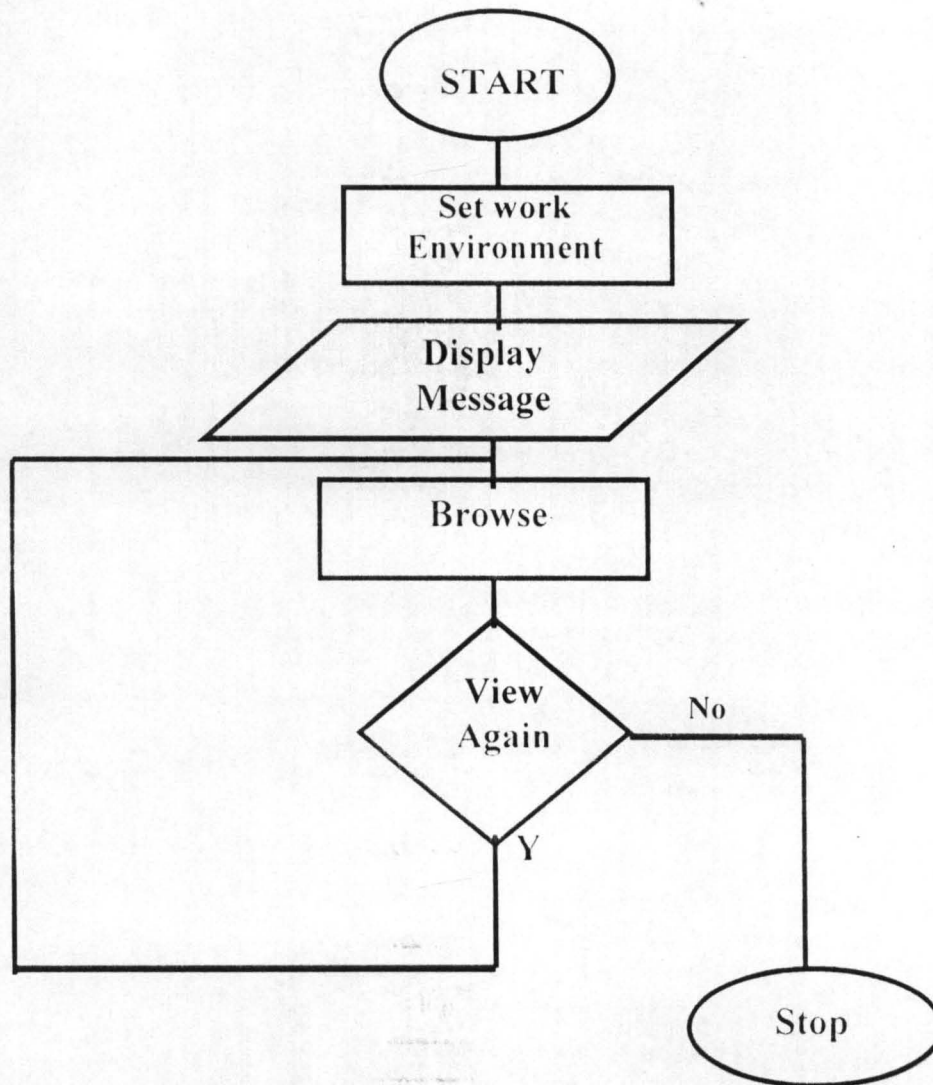 START
Set work
Environment
Display
Message
Browse
View
Again
No
Y
Stop